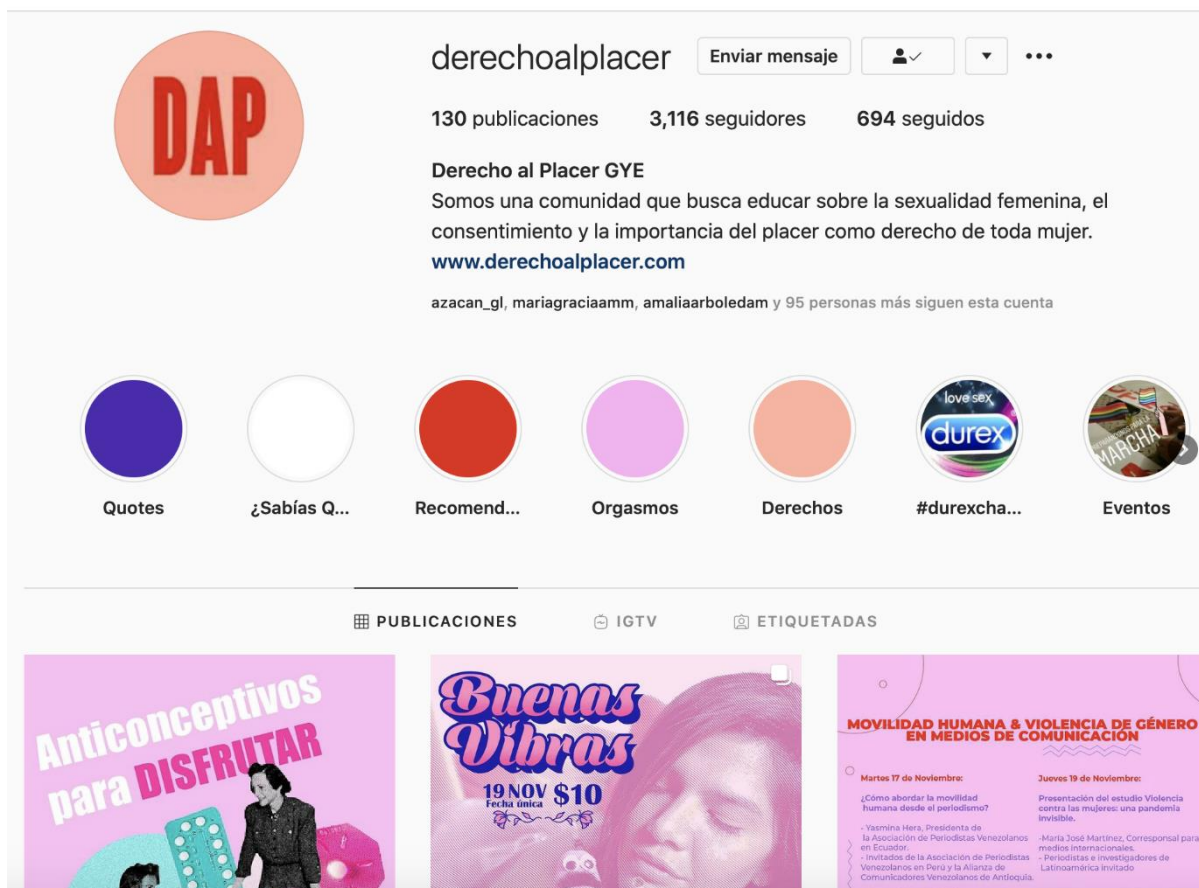 DAP
derechoalplacer Enviar mensaje
130 publicaciones 3,116 seguidores 694 seguidos
Derecho al Placer GYE
Somos una comunidad que busca educar sobre la sexualidad femenina, el
consentimiento y la importancia del placer como derecho de toda mujer.
www.derechoalplacer.com
azacan_gl, mariagraciaamm, amaliaarboledam y 95 personas más siguen esta cuenta
love sex
durex
MARCHA
Quotes
¿Sabías Q...
Recomend...
Orgasmos
Derechos
#durexcha...
Eventos
PUBLICACIONES
IGTV
ETIQUETADAS
Anticonceptivos
para DISFRUTAR
Buenas
Vibras
19 NOV $10
Fecha única
MOVILIDAD HUMANA & VIOLENCIA DE GÉNERO
EN MEDIOS DE COMUNICACIÓN
Martes 17 de Noviembre:
¿Cómo abordar la movilidad
humana desde el periodismo?
- Yasmina Hera, Presidenta de
la Asociación de Periodistas Venezolanos
en Ecuador.
- Invitados de la Asociación de Periodistas
Venezolanos en Perú y la Alianza de
Comunicadores Venezolanos de Antioquia.
Jueves 19 de Noviembre:
Presentación del estudio Violencia
contra las mujeres: una pandemia
invisible.
-María José Martínez, Corresponsal para
medios internacionales.
- Periodistas e investigadores de
Latinoamérica invitado